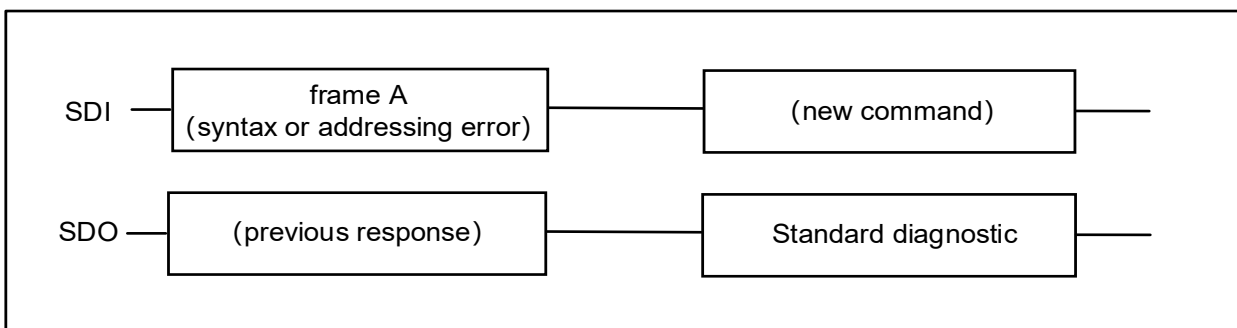 SDI
frame A
(syntax or addressing error)
(new command)
SDO
(previous response)
Standard diagnostic